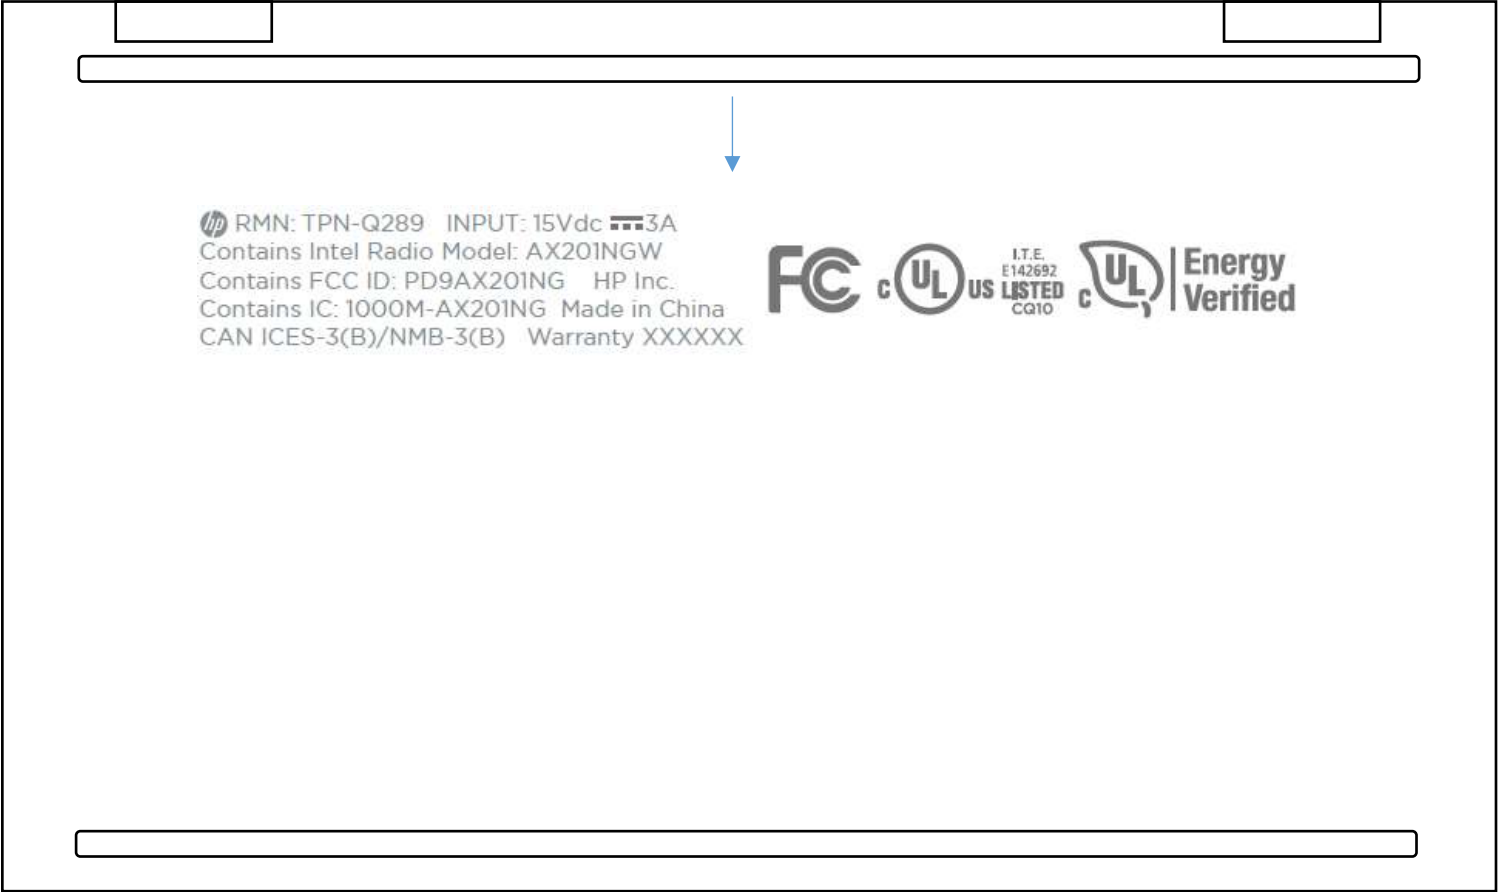 hp RMN: TPN-Q289 INPUT: 15Vdc 3A
Contains Intel Radio Model: AX201NGW
Contains FCC ID: PD9AX201NG HP Inc.
Contains IC: 1000M-AX201NG Made in China
CAN ICES-3(B)/NMB-3(B) Warranty XXXXXX
FC
c UL US
I.T.E.
E142692
LISTED
CQ10
c UL
Energy
Verified